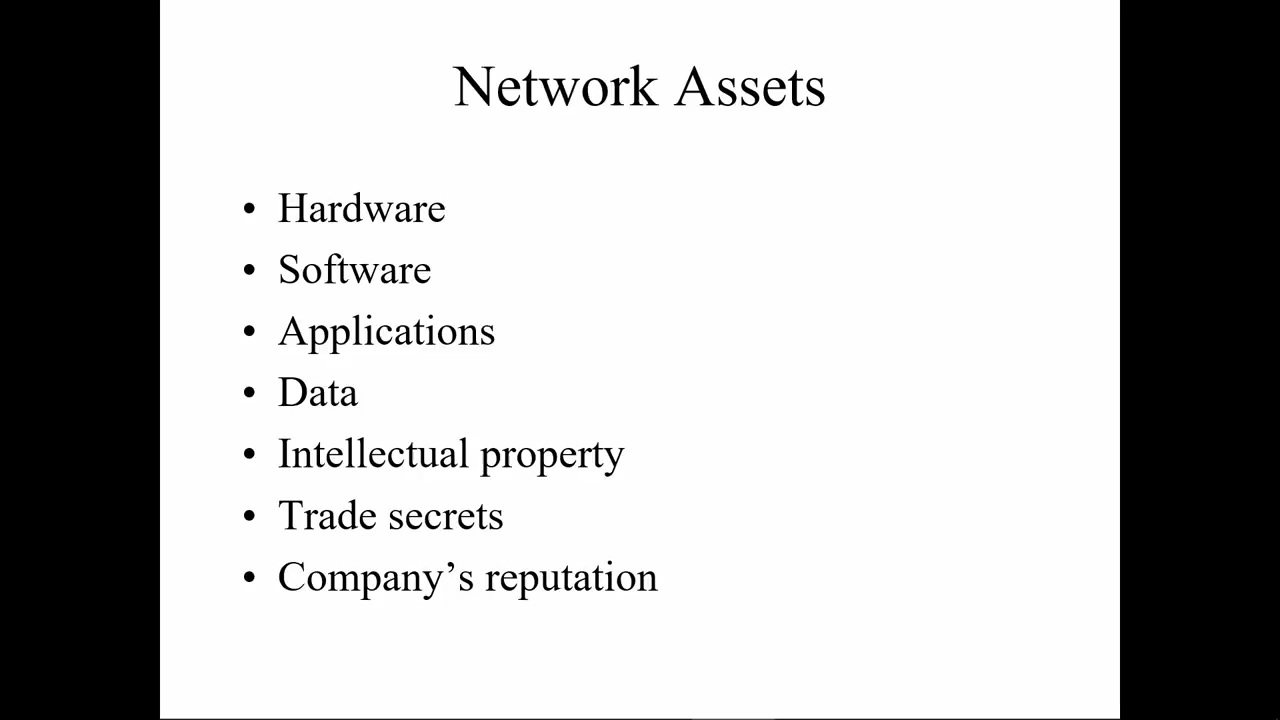 Network Assets
• Hardware
• Software
• Applications
• Data
• Intellectual property
• Trade secrets
• Company’s reputation